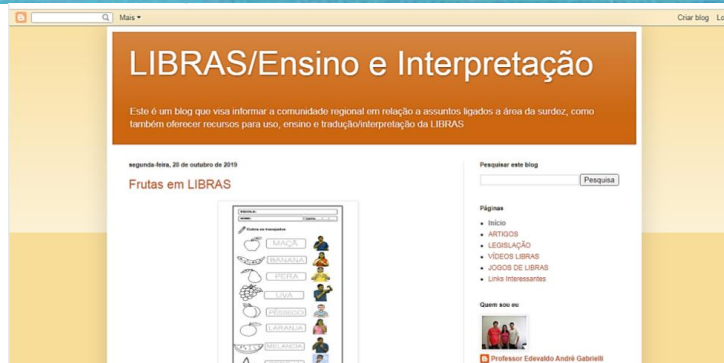 Mais
Criar blog
LIBRAS/Ensino e Interpretação
Este é um blog que visa informar a comunidade regional em relação a assuntos ligados a área da surdez, como
também oferecer recursos para uso, ensino e tradução/interpretação da LIBRAS
segunda-feira, 28 de outubro de 2019
Frutas em LIBRAS
MAÇÃ
BANANA
PERA
UVA
PÊSSEGO
LARANJA
MELANCIA
Pesquisar este blog
Pesquisa
Páginas
Início
ARTIGOS
LEGISLAÇÃO
VÍDEOS LIBRAS
JOGOS DE LIBRAS
Links Interessantes
Quem sou eu
Professor Edevaldo André Gabrielli